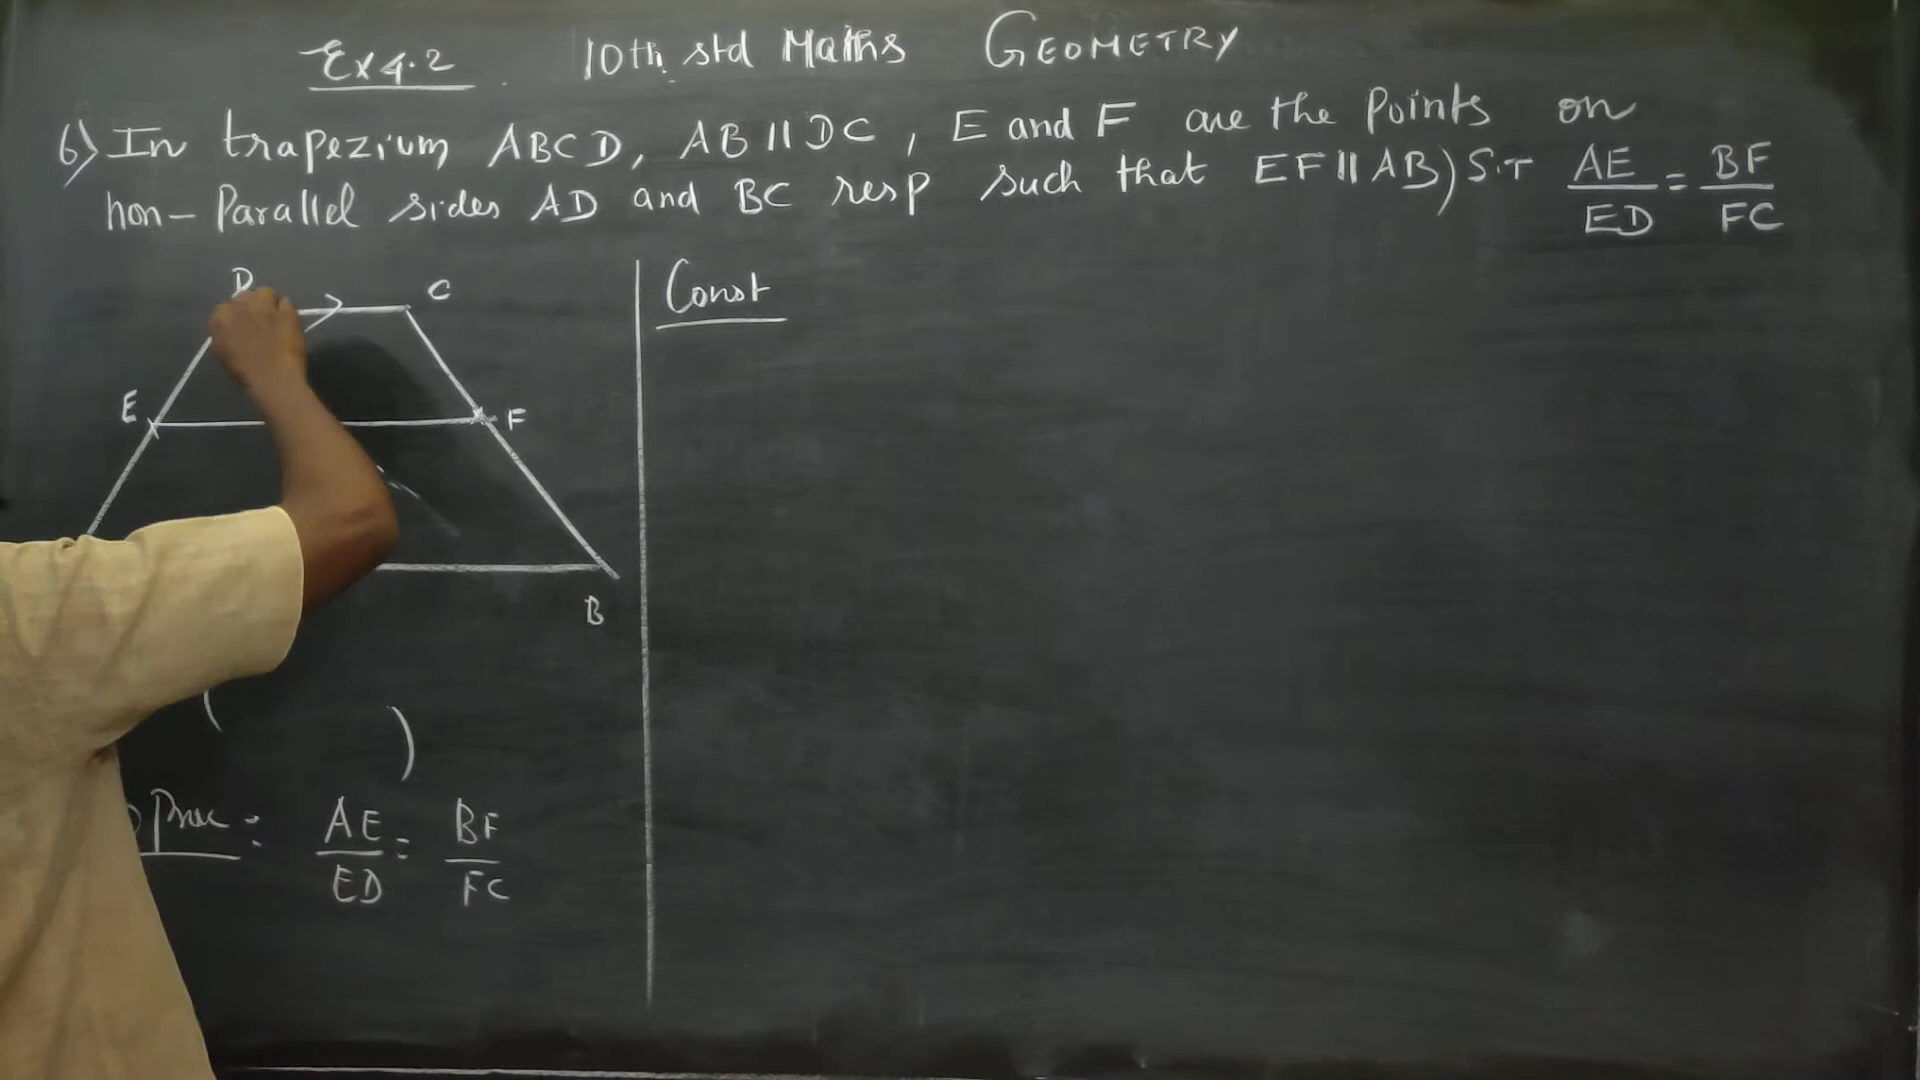 Ex 4.2 10th std Maths GEOMETRY
6) In trapezium ABCD, AB || DC, E and F are the Points on
non-Parallel sides AD and BC resp such that EF || AB) S.T AE/ED = BF/FC
D C
Const
E F
B
( )
: AE/ED = BF/FC